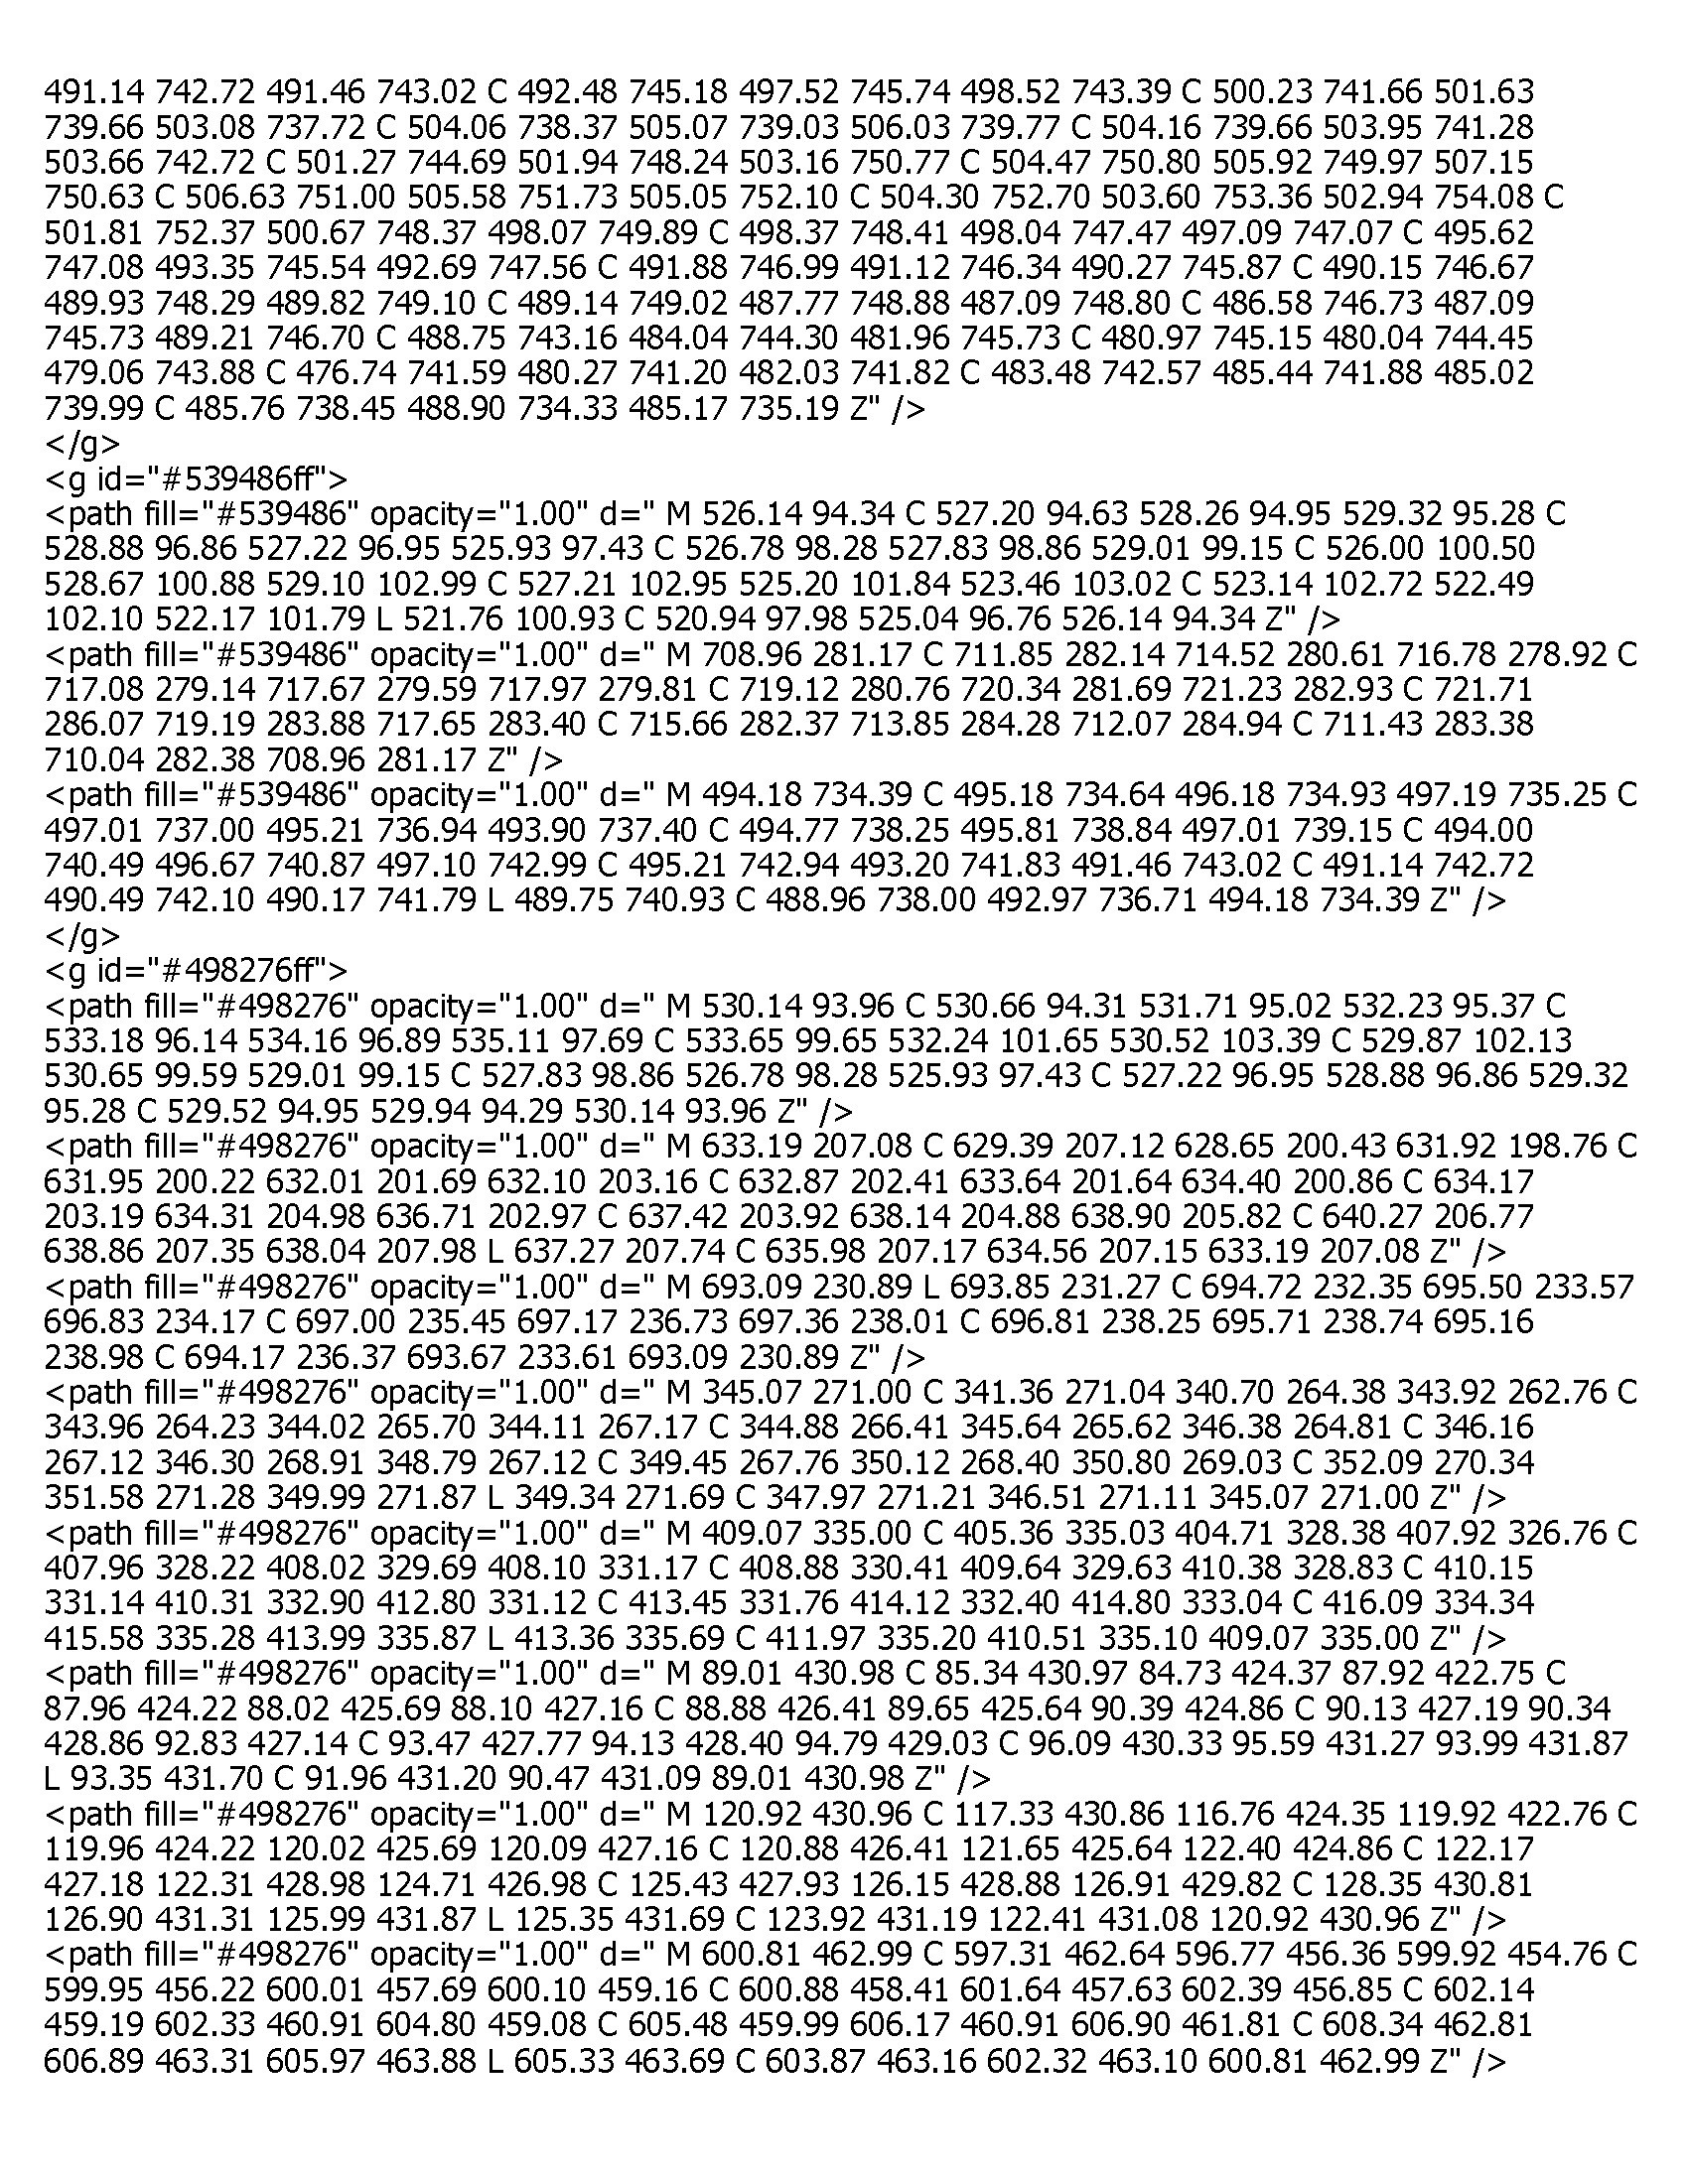 491.14 742.72 491.46 743.02 C 492.48 745.18 497.52 745.74 498.52 743.39 C 500.23 741.66 501.63
739.66 503.08 737.72 C 504.06 738.37 505.07 739.03 506.03 739.77 C 504.16 739.66 503.95 741.28
503.66 742.72 C 501.27 744.69 501.94 748.24 503.16 750.77 C 504.47 750.80 505.92 749.97 507.15
750.63 C 506.63 751.00 505.58 751.73 505.05 752.10 C 504.30 752.70 503.60 753.36 502.94 754.08 C
501.81 752.37 500.67 748.37 498.07 749.89 C 498.37 748.41 498.04 747.47 497.09 747.07 C 495.62
747.08 493.35 745.54 492.69 747.56 C 491.88 746.99 491.12 746.34 490.27 745.87 C 490.15 746.67
489.93 748.29 489.82 749.10 C 489.14 749.02 487.77 748.88 487.09 748.80 C 486.58 746.73 487.09
745.73 489.21 746.70 C 488.75 743.16 484.04 744.30 481.96 745.73 C 480.97 745.15 480.04 744.45
479.06 743.88 C 476.74 741.59 480.27 741.20 482.03 741.82 C 483.48 742.57 485.44 741.88 485.02
739.99 C 485.76 738.45 488.90 734.33 485.17 735.19 Z" />
</g>
<g id="#539486ff">
<path fill="#539486" opacity="1.00" d=" M 526.14 94.34 C 527.20 94.63 528.26 94.95 529.32 95.28 C
528.88 96.86 527.22 96.95 525.93 97.43 C 526.78 98.28 527.83 98.86 529.01 99.15 C 526.00 100.50
528.67 100.88 529.10 102.99 C 527.21 102.95 525.20 101.84 523.46 103.02 C 523.14 102.72 522.49
102.10 522.17 101.79 L 521.76 100.93 C 520.94 97.98 525.04 96.76 526.14 94.34 Z" />
<path fill="#539486" opacity="1.00" d=" M 708.96 281.17 C 711.85 282.14 714.52 280.61 716.78 278.92 C
717.08 279.14 717.67 279.59 717.97 279.81 C 719.12 280.76 720.34 281.69 721.23 282.93 C 721.71
286.07 719.19 283.88 717.65 283.40 C 715.66 282.37 713.85 284.28 712.07 284.94 C 711.43 283.38
710.04 282.38 708.96 281.17 Z" />
<path fill="#539486" opacity="1.00" d=" M 494.18 734.39 C 495.18 734.64 496.18 734.93 497.19 735.25 C
497.01 737.00 495.21 736.94 493.90 737.40 C 494.77 738.25 495.81 738.84 497.01 739.15 C 494.00
740.49 496.67 740.87 497.10 742.99 C 495.21 742.94 493.20 741.83 491.46 743.02 C 491.14 742.72
490.49 742.10 490.17 741.79 L 489.75 740.93 C 488.96 738.00 492.97 736.71 494.18 734.39 Z" />
</g>
<g id="#498276ff">
<path fill="#498276" opacity="1.00" d=" M 530.14 93.96 C 530.66 94.31 531.71 95.02 532.23 95.37 C
533.18 96.14 534.16 96.89 535.11 97.69 C 533.65 99.65 532.24 101.65 530.52 103.39 C 529.87 102.13
530.65 99.59 529.01 99.15 C 527.83 98.86 526.78 98.28 525.93 97.43 C 527.22 96.95 528.88 96.86 529.32
95.28 C 529.52 94.95 529.94 94.29 530.14 93.96 Z" />
<path fill="#498276" opacity="1.00" d=" M 633.19 207.08 C 629.39 207.12 628.65 200.43 631.92 198.76 C
631.95 200.22 632.01 201.69 632.10 203.16 C 632.87 202.41 633.64 201.64 634.40 200.86 C 634.17
203.19 634.31 204.98 636.71 202.97 C 637.42 203.92 638.14 204.88 638.90 205.82 C 640.27 206.77
638.86 207.35 638.04 207.98 L 637.27 207.74 C 635.98 207.17 634.56 207.15 633.19 207.08 Z" />
<path fill="#498276" opacity="1.00" d=" M 693.09 230.89 L 693.85 231.27 C 694.72 232.35 695.50 233.57
696.83 234.17 C 697.00 235.45 697.17 236.73 697.36 238.01 C 696.81 238.25 695.71 238.74 695.16
238.98 C 694.17 236.37 693.67 233.61 693.09 230.89 Z" />
<path fill="#498276" opacity="1.00" d=" M 345.07 271.00 C 341.36 271.04 340.70 264.38 343.92 262.76 C
343.96 264.23 344.02 265.70 344.11 267.17 C 344.88 266.41 345.64 265.62 346.38 264.81 C 346.16
267.12 346.30 268.91 348.79 267.12 C 349.45 267.76 350.12 268.40 350.80 269.03 C 352.09 270.34
351.58 271.28 349.99 271.87 L 349.34 271.69 C 347.97 271.21 346.51 271.11 345.07 271.00 Z" />
<path fill="#498276" opacity="1.00" d=" M 409.07 335.00 C 405.36 335.03 404.71 328.38 407.92 326.76 C
407.96 328.22 408.02 329.69 408.10 331.17 C 408.88 330.41 409.64 329.63 410.38 328.83 C 410.15
331.14 410.31 332.90 412.80 331.12 C 413.45 331.76 414.12 332.40 414.80 333.04 C 416.09 334.34
415.58 335.28 413.99 335.87 L 413.36 335.69 C 411.97 335.20 410.51 335.10 409.07 335.00 Z" />
<path fill="#498276" opacity="1.00" d=" M 89.01 430.98 C 85.34 430.97 84.73 424.37 87.92 422.75 C
87.96 424.22 88.02 425.69 88.10 427.16 C 88.88 426.41 89.65 425.64 90.39 424.86 C 90.13 427.19 90.34
428.86 92.83 427.14 C 93.47 427.77 94.13 428.40 94.79 429.03 C 96.09 430.33 95.59 431.27 93.99 431.87
L 93.35 431.70 C 91.96 431.20 90.47 431.09 89.01 430.98 Z" />
<path fill="#498276" opacity="1.00" d=" M 120.92 430.96 C 117.33 430.86 116.76 424.35 119.92 422.76 C
119.96 424.22 120.02 425.69 120.09 427.16 C 120.88 426.41 121.65 425.64 122.40 424.86 C 122.17
427.18 122.31 428.98 124.71 426.98 C 125.43 427.93 126.15 428.88 126.91 429.82 C 128.35 430.81
126.90 431.31 125.99 431.87 L 125.35 431.69 C 123.92 431.19 122.41 431.08 120.92 430.96 Z" />
<path fill="#498276" opacity="1.00" d=" M 600.81 462.99 C 597.31 462.64 596.77 456.36 599.92 454.76 C
599.95 456.22 600.01 457.69 600.10 459.16 C 600.88 458.41 601.64 457.63 602.39 456.85 C 602.14
459.19 602.33 460.91 604.80 459.08 C 605.48 459.99 606.17 460.91 606.90 461.81 C 608.34 462.81
606.89 463.31 605.97 463.88 L 605.33 463.69 C 603.87 463.16 602.32 463.10 600.81 462.99 Z" />